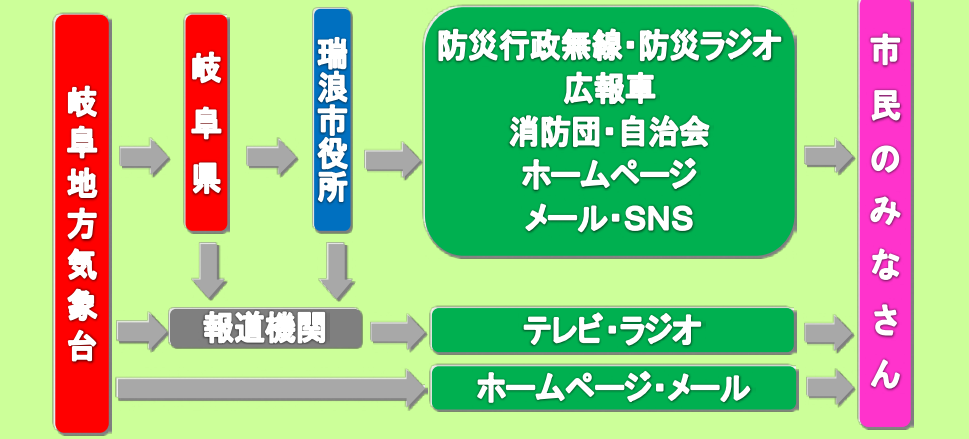 岐阜地方気象台
岐阜県
瑞浪市役所
防災行政無線・防災ラジオ
広報車
消防団・自治会
ホームページ
メール・SNS
市民のみなさん
報道機関
テレビ・ラジオ
ホームページ・メール